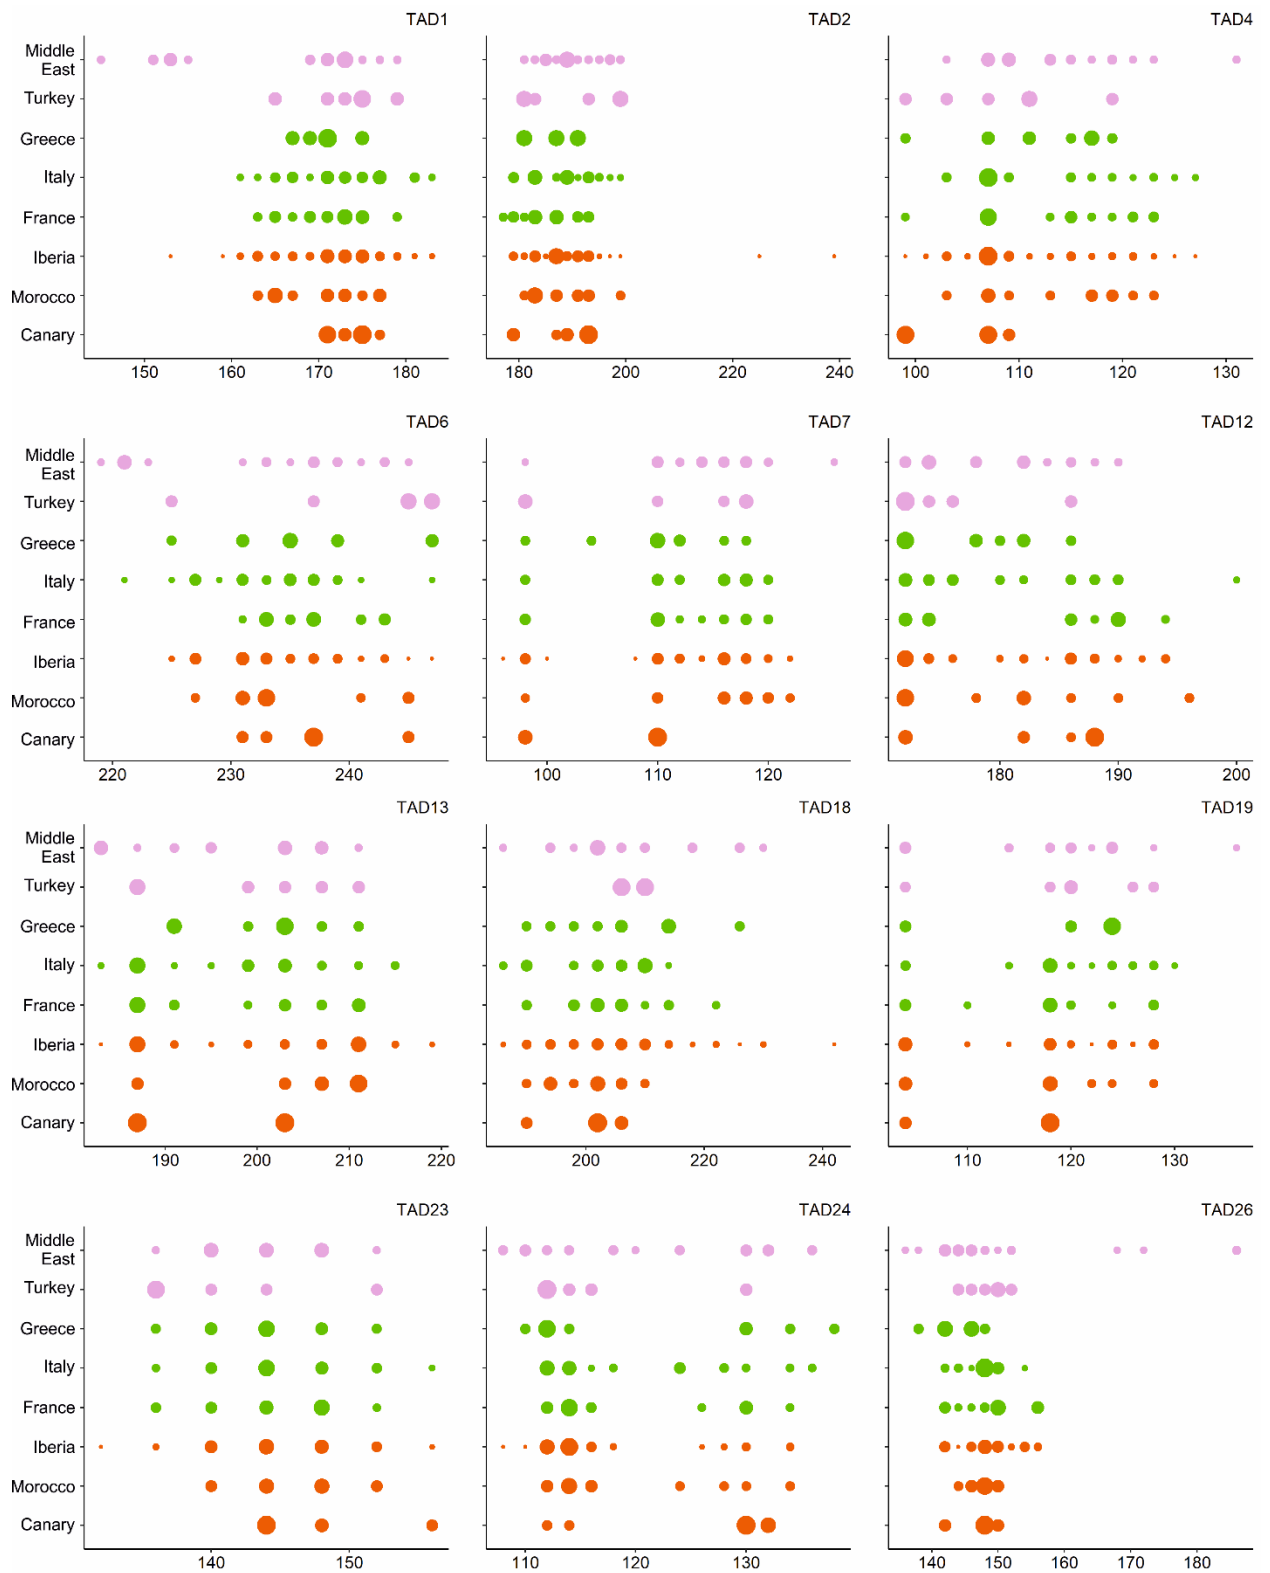 TAD1 TAD2 TAD4
Middle
East
Turkey
Greece
Italy
France
Iberia
Morocco
Canary
150 160 170 180 180 200 220 240 100 110 120 130
TAD6 TAD7 TAD12
Middle
East
Turkey
Greece
Italy
France
Iberia
Morocco
Canary
220 230 240 100 110 120 180 190 200
TAD13 TAD18 TAD19
Middle
East
Turkey
Greece
Italy
France
Iberia
Morocco
Canary
190 200 210 220 200 220 240 110 120 130
TAD23 TAD24 TAD26
Middle
East
Turkey
Greece
Italy
France
Iberia
Morocco
Canary
140 150 110 120 130 140 150 160 170 180